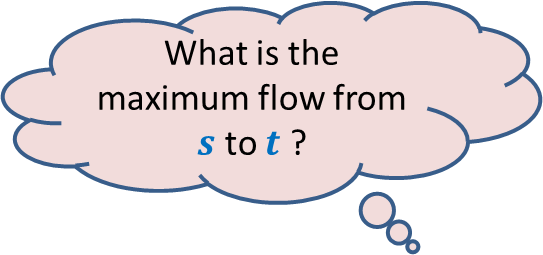 What is the
maximum flow from
s to t ?